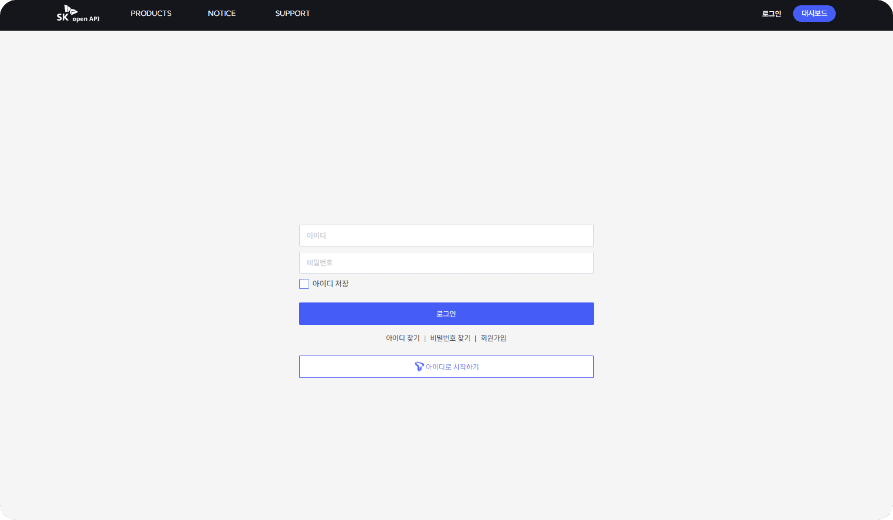 SK open API PRODUCTS NOTICE SUPPORT 로그인 대시보드
아이디
비밀번호
아이디 저장
로그인
아이디 찾기 | 비밀번호 찾기 | 회원가입
아이디로 시작하기